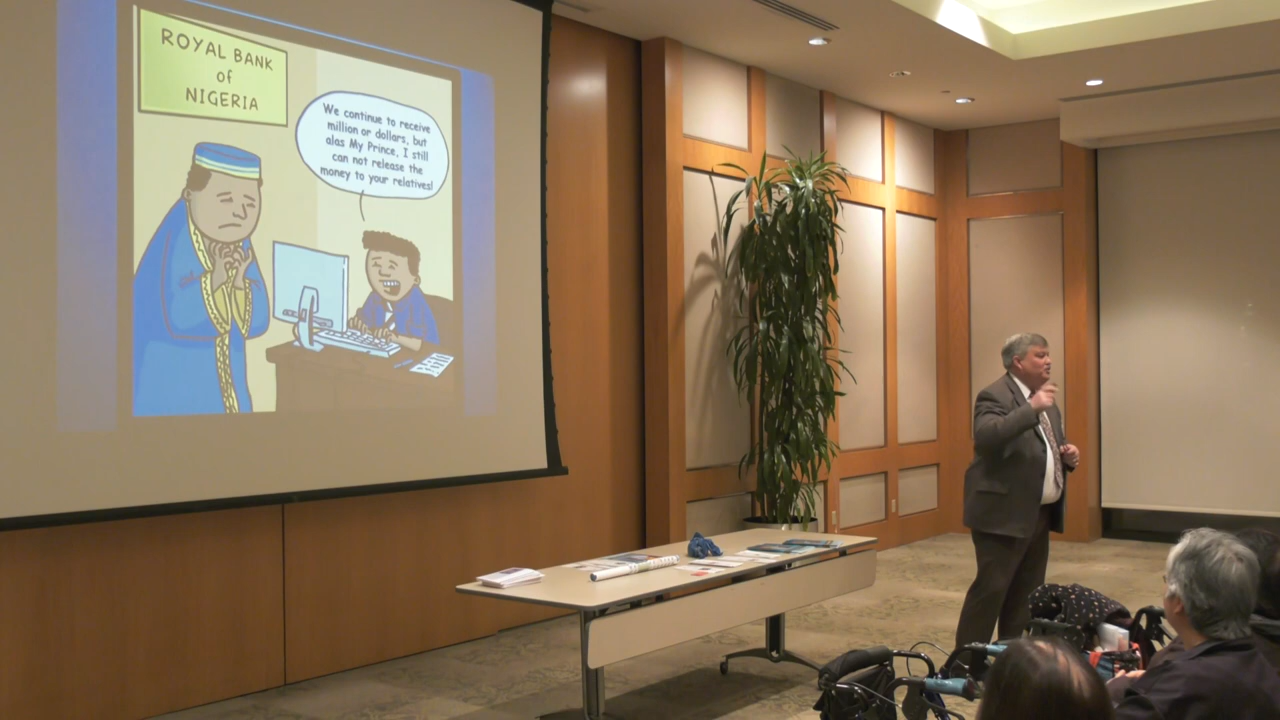 ROYAL BANK
of
NIGERIA
We continue to receive
million or dollars, but
alas My Prince, I still
can not release the
money to your relatives!